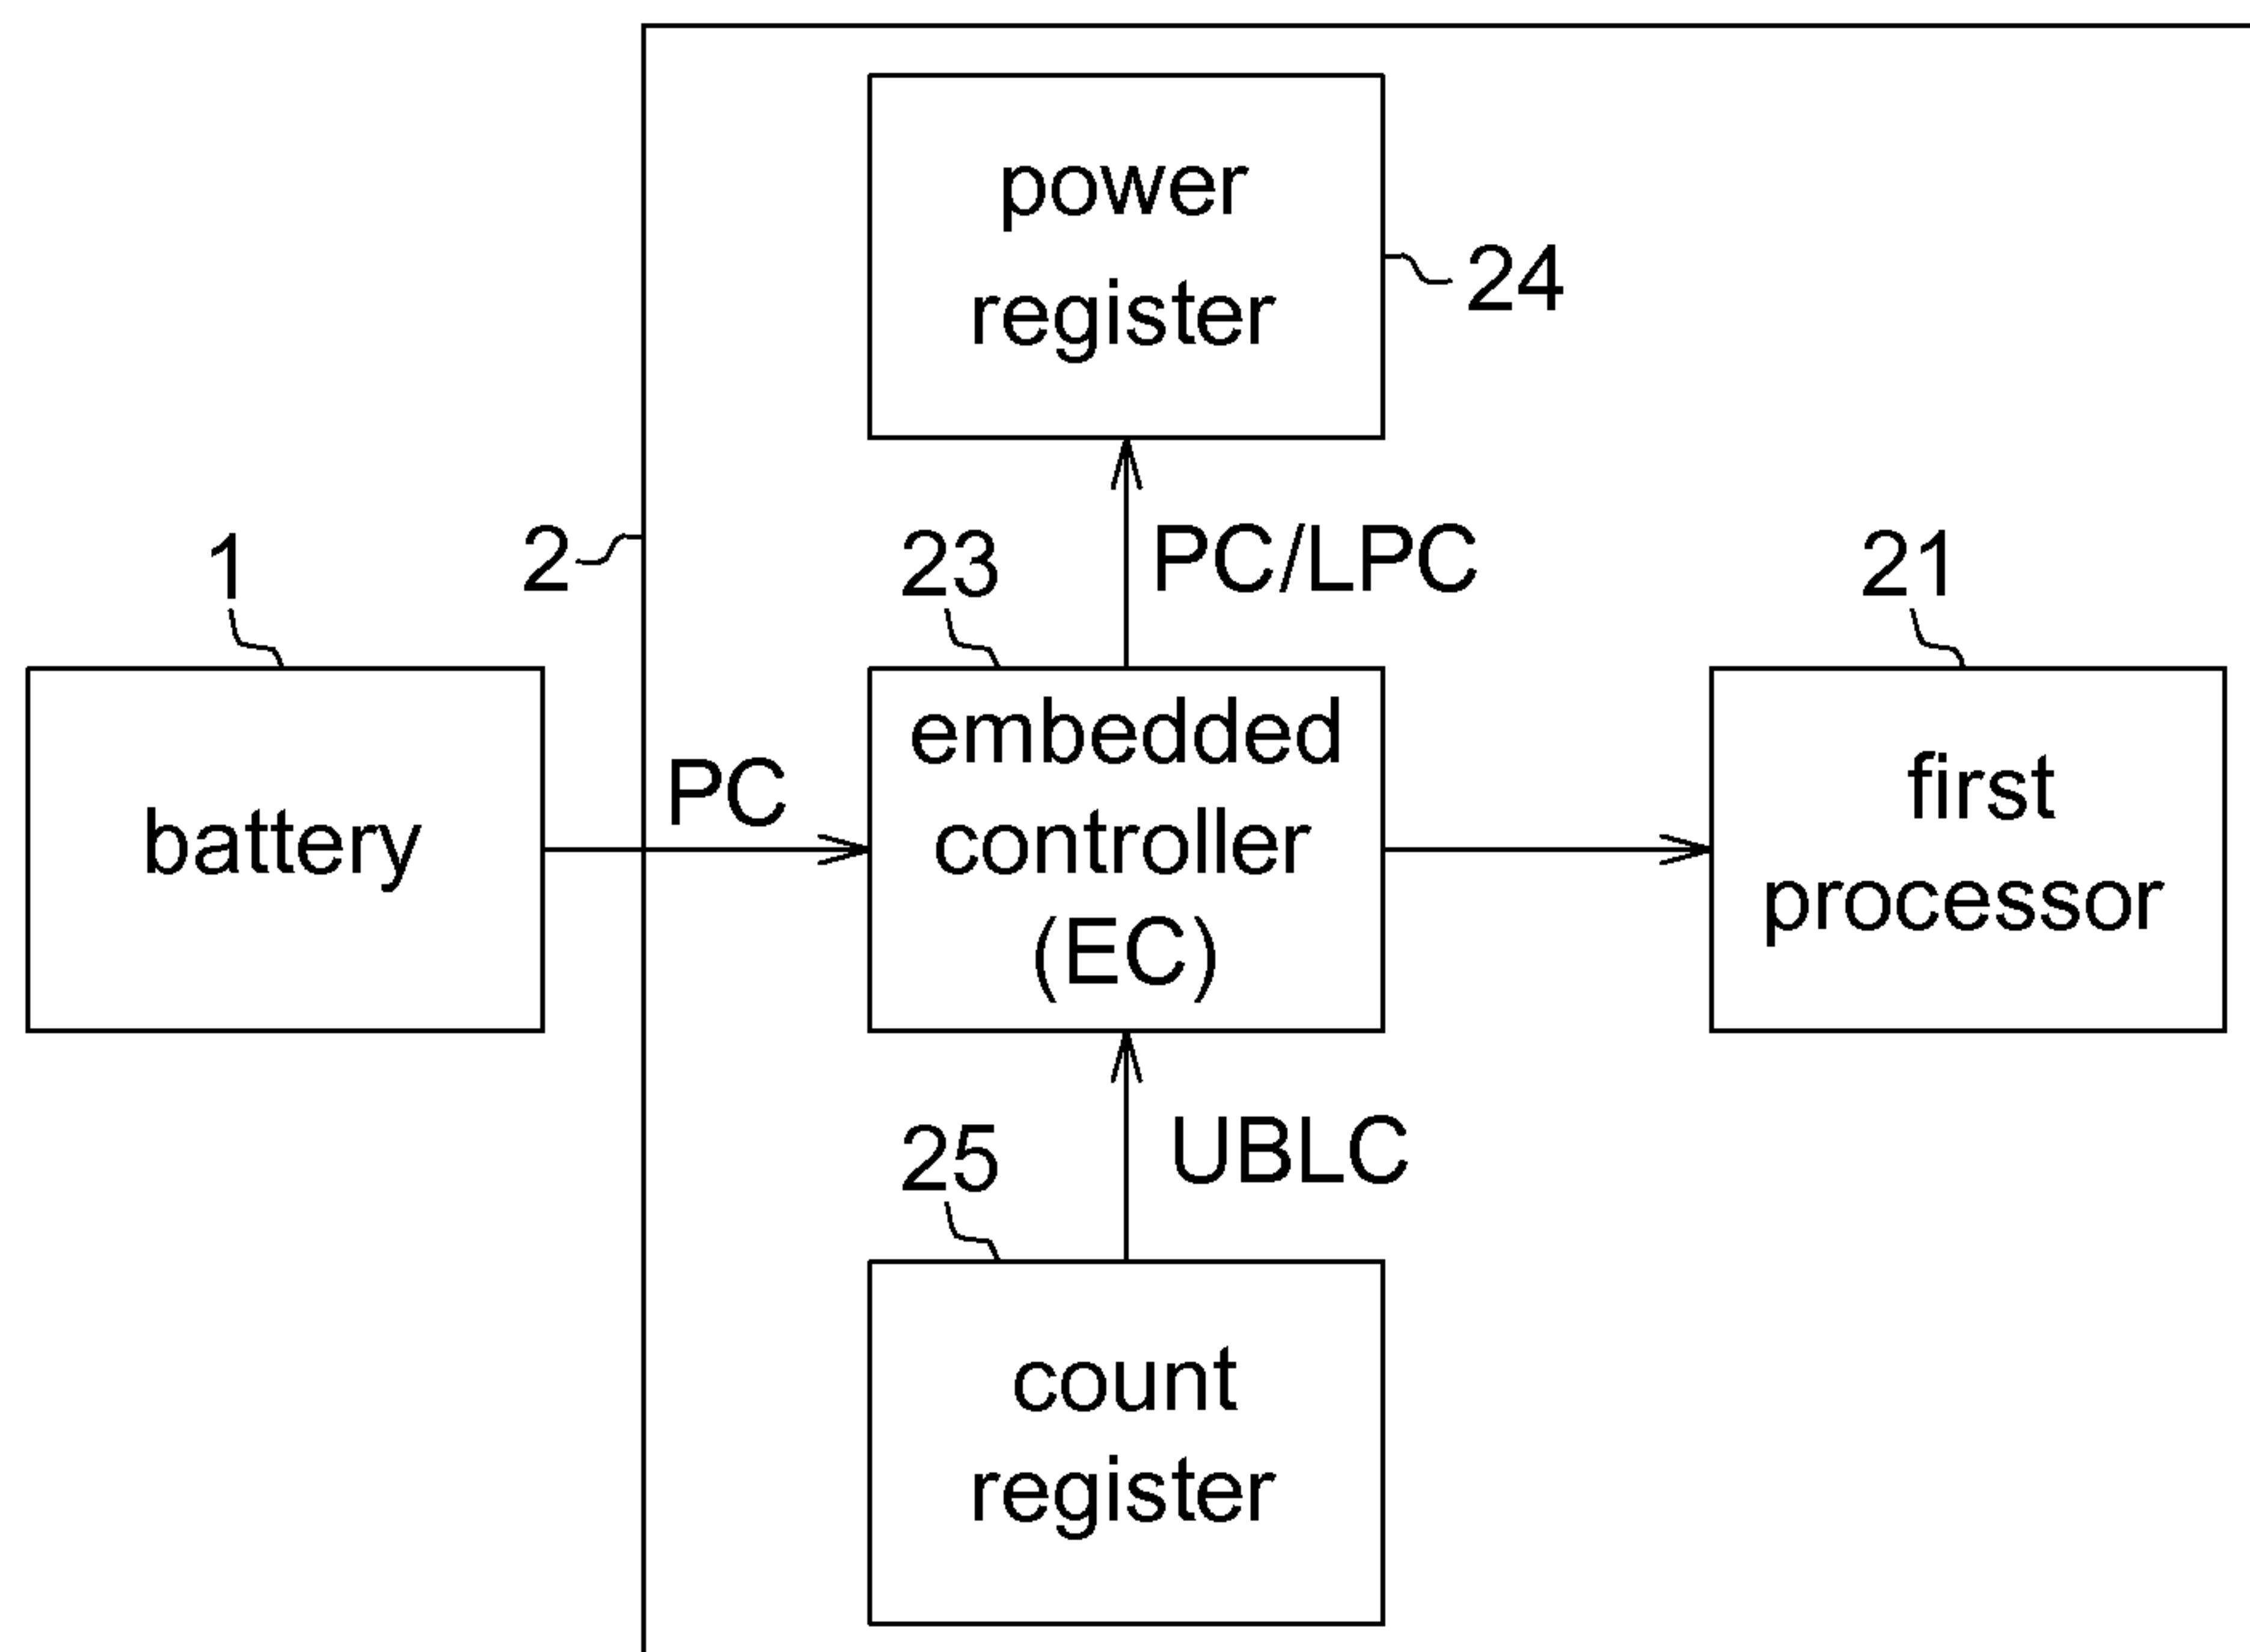 power
register
24
1
2
23
PC/LPC
21
battery
PC
embedded
controller
(EC)
first
processor
25
UBLC
count
register